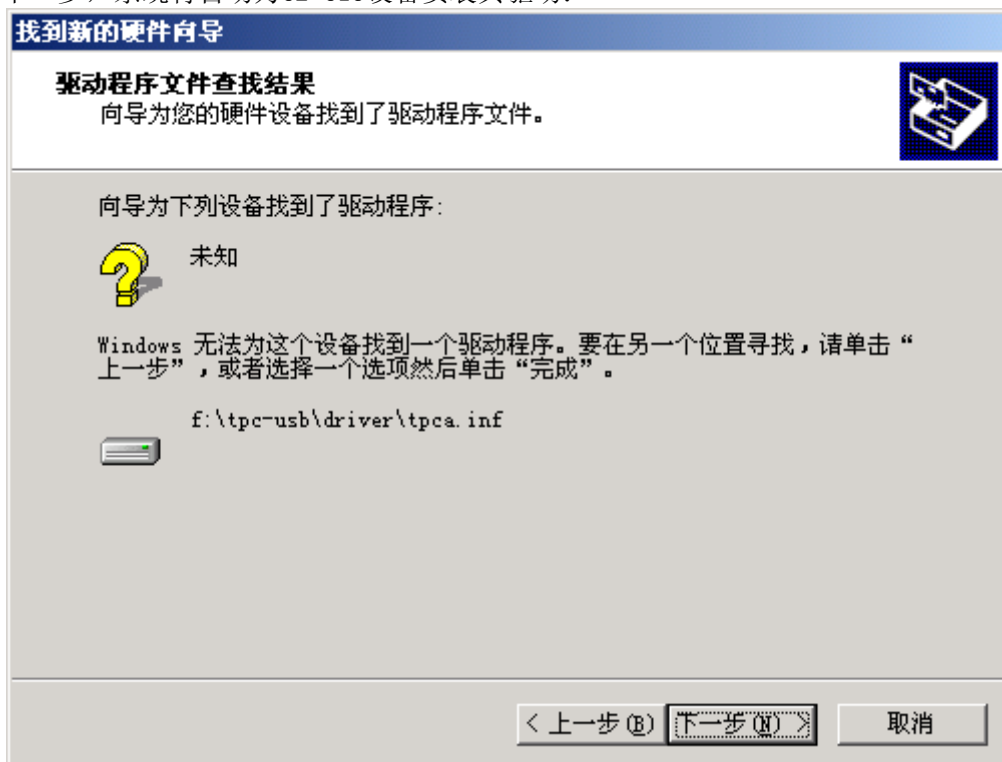 找到新的硬件向导
驱动程序文件查找结果
向导为您的硬件设备找到了驱动程序文件。
向导为下列设备找到了驱动程序:
未知
Windows 无法为这个设备找到一个驱动程序。要在另一个位置寻找，请单击“
上一步”，或者选择一个选项然后单击“完成”。
f:\tpc-usb\driver\tpca.inf
< 上一步(B)
下一步(N) >
取消